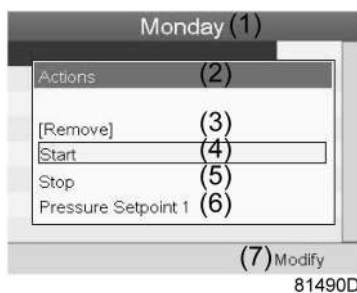 Monday (1)
Actions (2)
[Remove] (3)
Start (4)
Stop (5)
Pressure Setpoint 1 (6)
(7) Modify
81490D